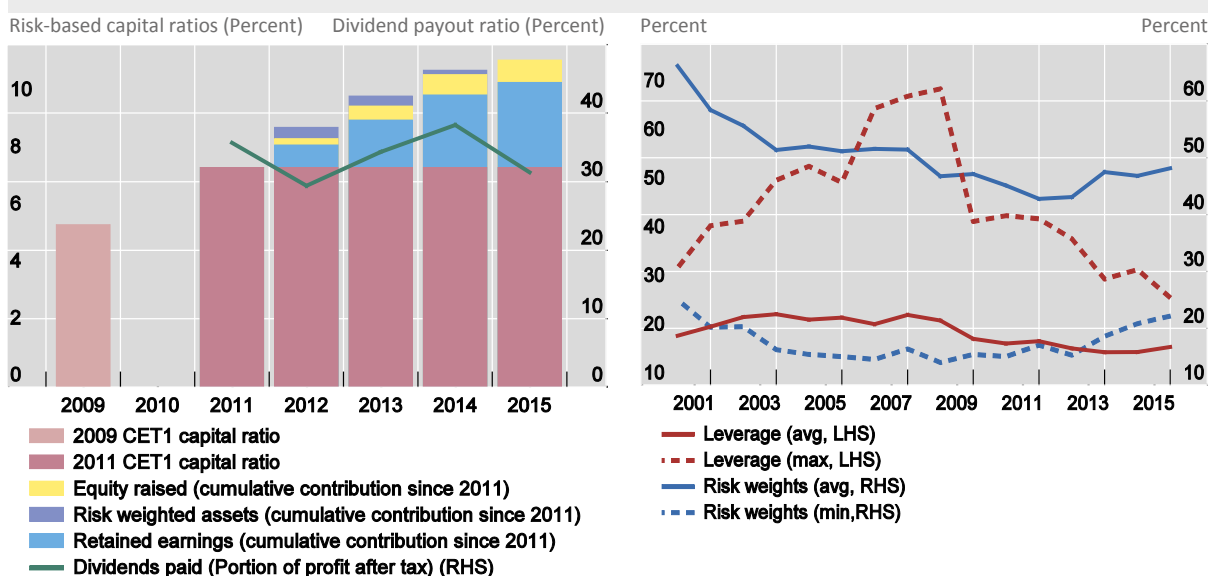 Risk-based capital ratios (Percent)
Dividend payout ratio (Percent)
10
8
6
4
2
0
40
30
20
10
0
2009
2010
2011
2012
2013
2014
2015
2009 CET1 capital ratio
2011 CET1 capital ratio
Equity raised (cumulative contribution since 2011)
Risk weighted assets (cumulative contribution since 2011)
Retained earnings (cumulative contribution since 2011)
Dividends paid (Portion of profit after tax) (RHS)
Percent
Percent
70
60
50
40
30
20
10
60
50
40
30
20
10
2001
2003
2005
2007
2009
2011
2013
2015
Leverage (avg, LHS)
Leverage (max, LHS)
Risk weights (avg, RHS)
Risk weights (min,RHS)